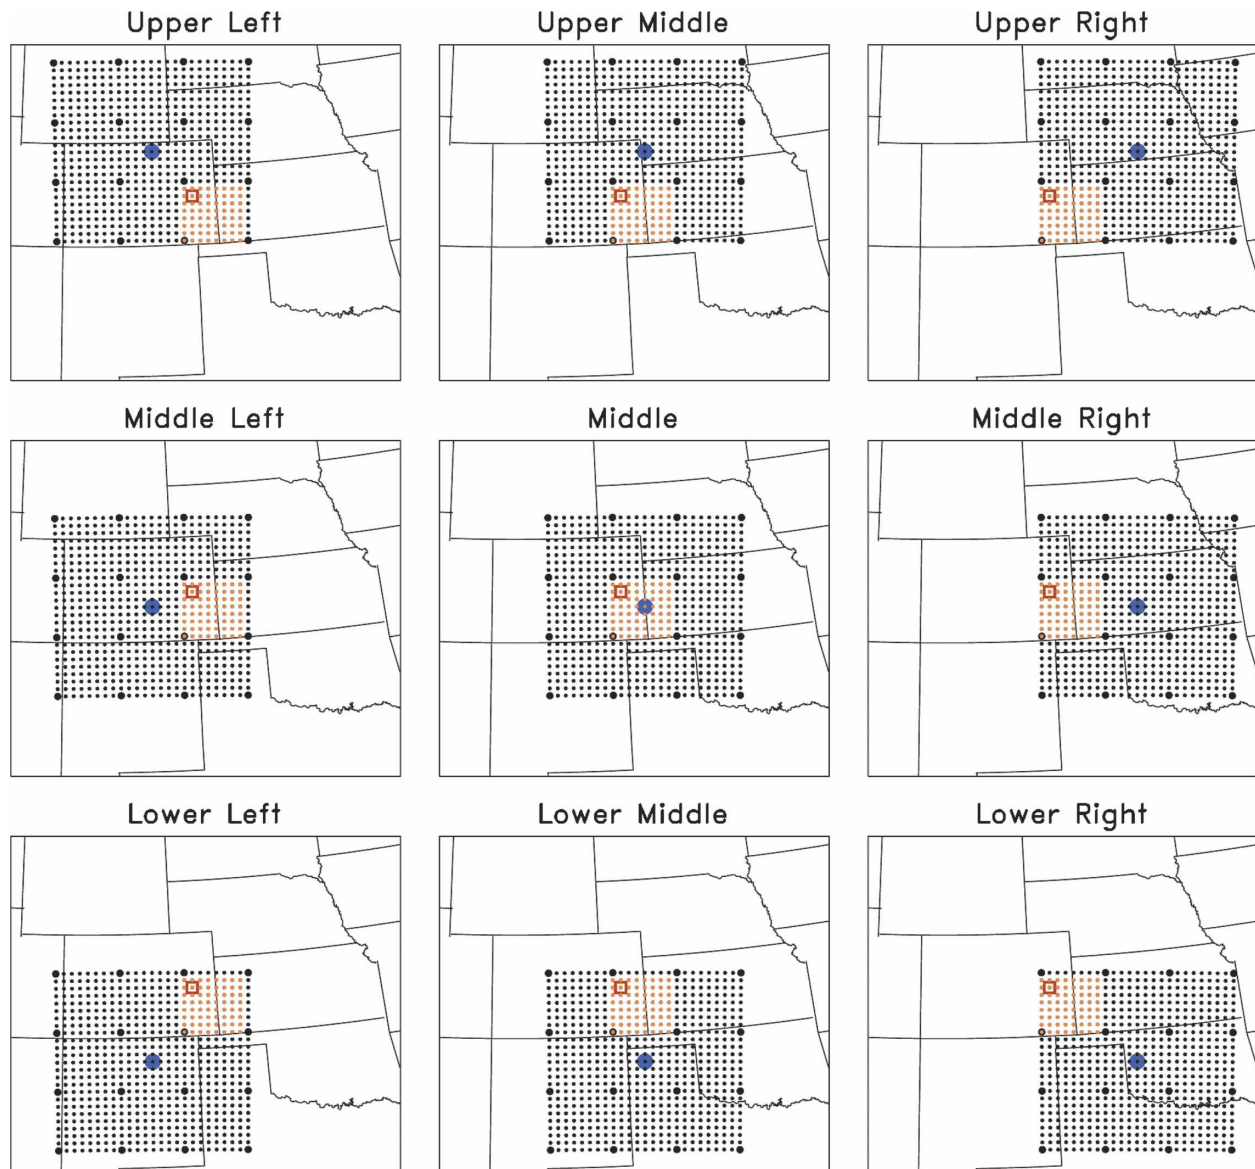 Upper Left
Upper Middle
Upper Right
Middle Left
Middle
Middle Right
Lower Left
Lower Middle
Lower Right